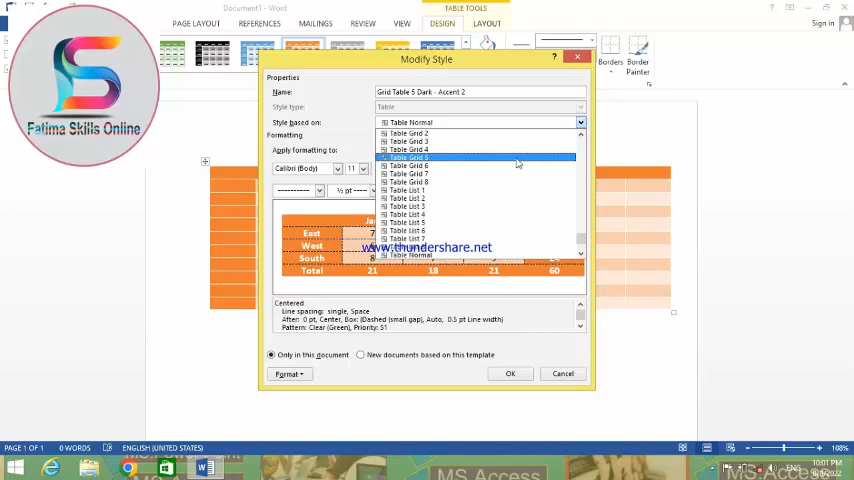 Document1 - Word
TABLE TOOLS
PAGE LAYOUT REFERENCES MAILINGS REVIEW VIEW DESIGN LAYOUT
Sign in
Borders Border Painter
Fatima Skills Online
Modify Style
Properties
Name: Grid Table 5 Dark - Accent 2
Style type: Table
Style based on: Table Normal
Formatting
Apply formatting to:
Calibri (Body) 11
½ pt
Table Grid 2
Table Grid 3
Table Grid 4
Table Grid 5
Table Grid 6
Table Grid 7
Table Grid 8
Table List 1
Table List 2
Table List 3
Table List 4
Table List 5
Table List 6
Table List 7
Table Normal
www.thundershare.net
East 7
West
South 8
Total 21 18 21 60
Centered
Line spacing: single, Space
After: 0 pt, Center, Box: (Dashed (small gap), Auto, 0.5 pt Line width)
Pattern: Clear (Green), Priority: 51
Only in this document New documents based on this template
Format OK Cancel
PAGE 1 OF 1 0 WORDS ENGLISH (UNITED STATES) 108%
MS.Access MS.Access
ENG 10:01 PM